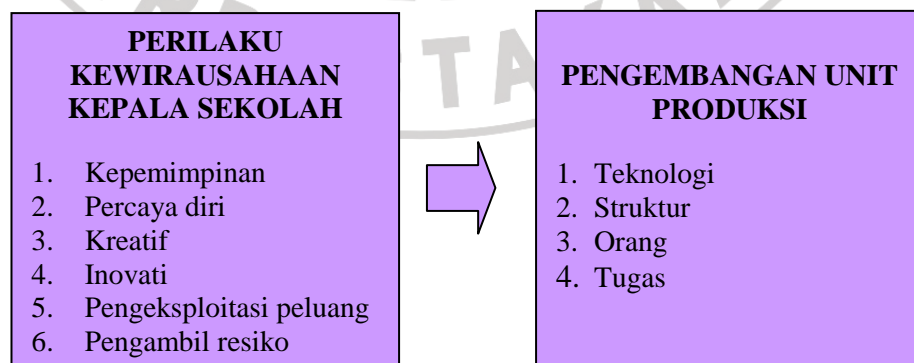 PERILAKU
KEWIRAUSAHAAN
KEPALA SEKOLAH
1. Kepemimpinan
2. Percaya diri
3. Kreatif
4. Inovati
5. Pengeksploitasi peluang
6. Pengambil resiko
PENGEMBANGAN UNIT
PRODUKSI
1. Teknologi
2. Struktur
3. Orang
4. Tugas